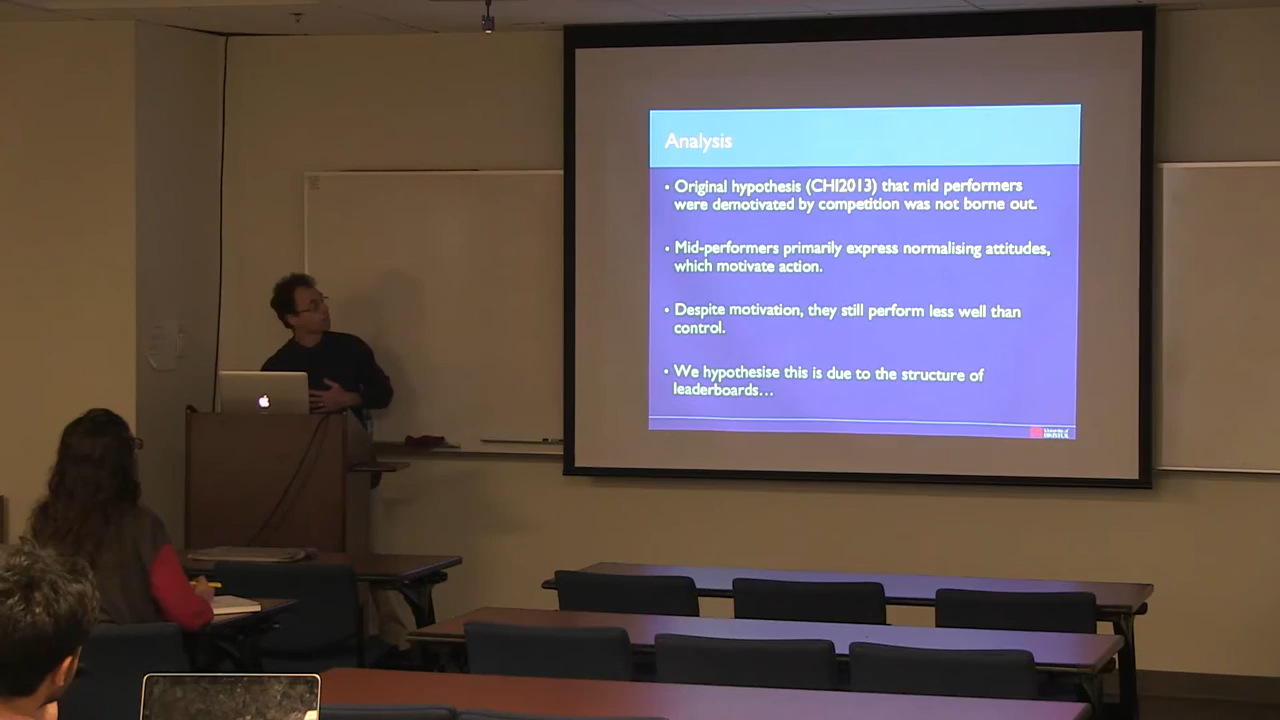 Analysis
• Original hypothesis (CHI2013) that mid performers
were demotivated by competition was not borne out.
• Mid-performers primarily express normalising attitudes,
which motivate action.
• Despite motivation, they still perform less well than
control.
• We hypothesise this is due to the structure of
leaderboards…
University of